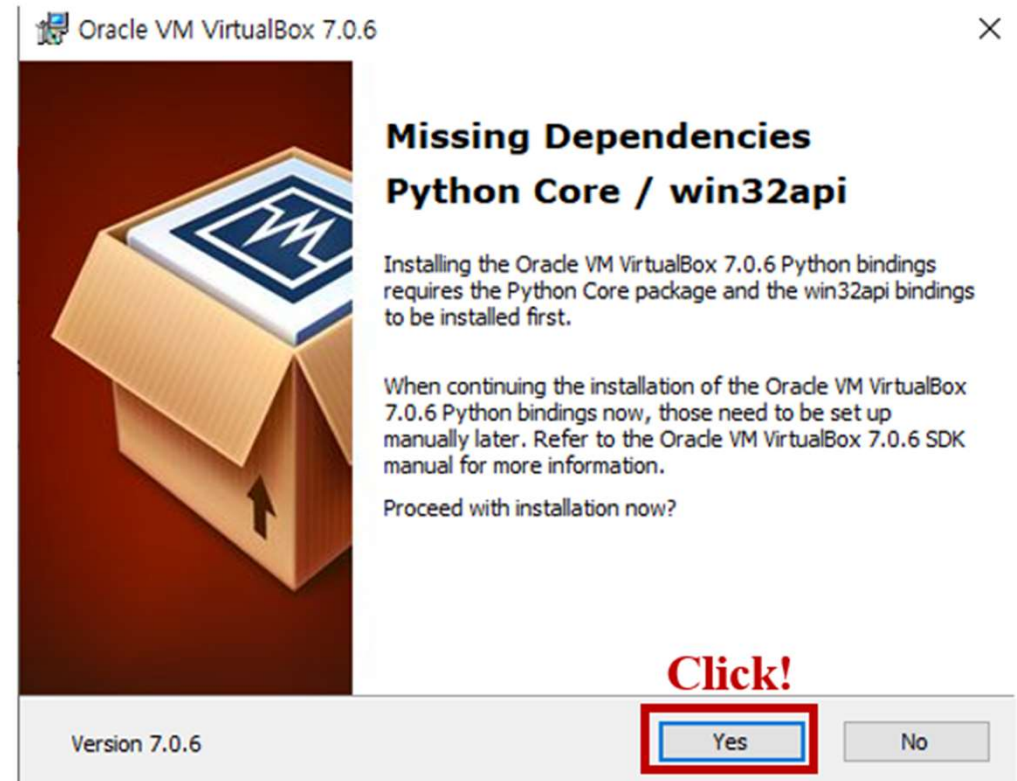 Oracle VM VirtualBox 7.0.6
Missing Dependencies
Python Core / win32api
Installing the Oracle VM VirtualBox 7.0.6 Python bindings
requires the Python Core package and the win32api bindings
to be installed first.
When continuing the installation of the Oracle VM VirtualBox
7.0.6 Python bindings now, those need to be set up
manually later. Refer to the Oracle VM VirtualBox 7.0.6 SDK
manual for more information.
Proceed with installation now?
Click!
Version 7.0.6
Yes
No